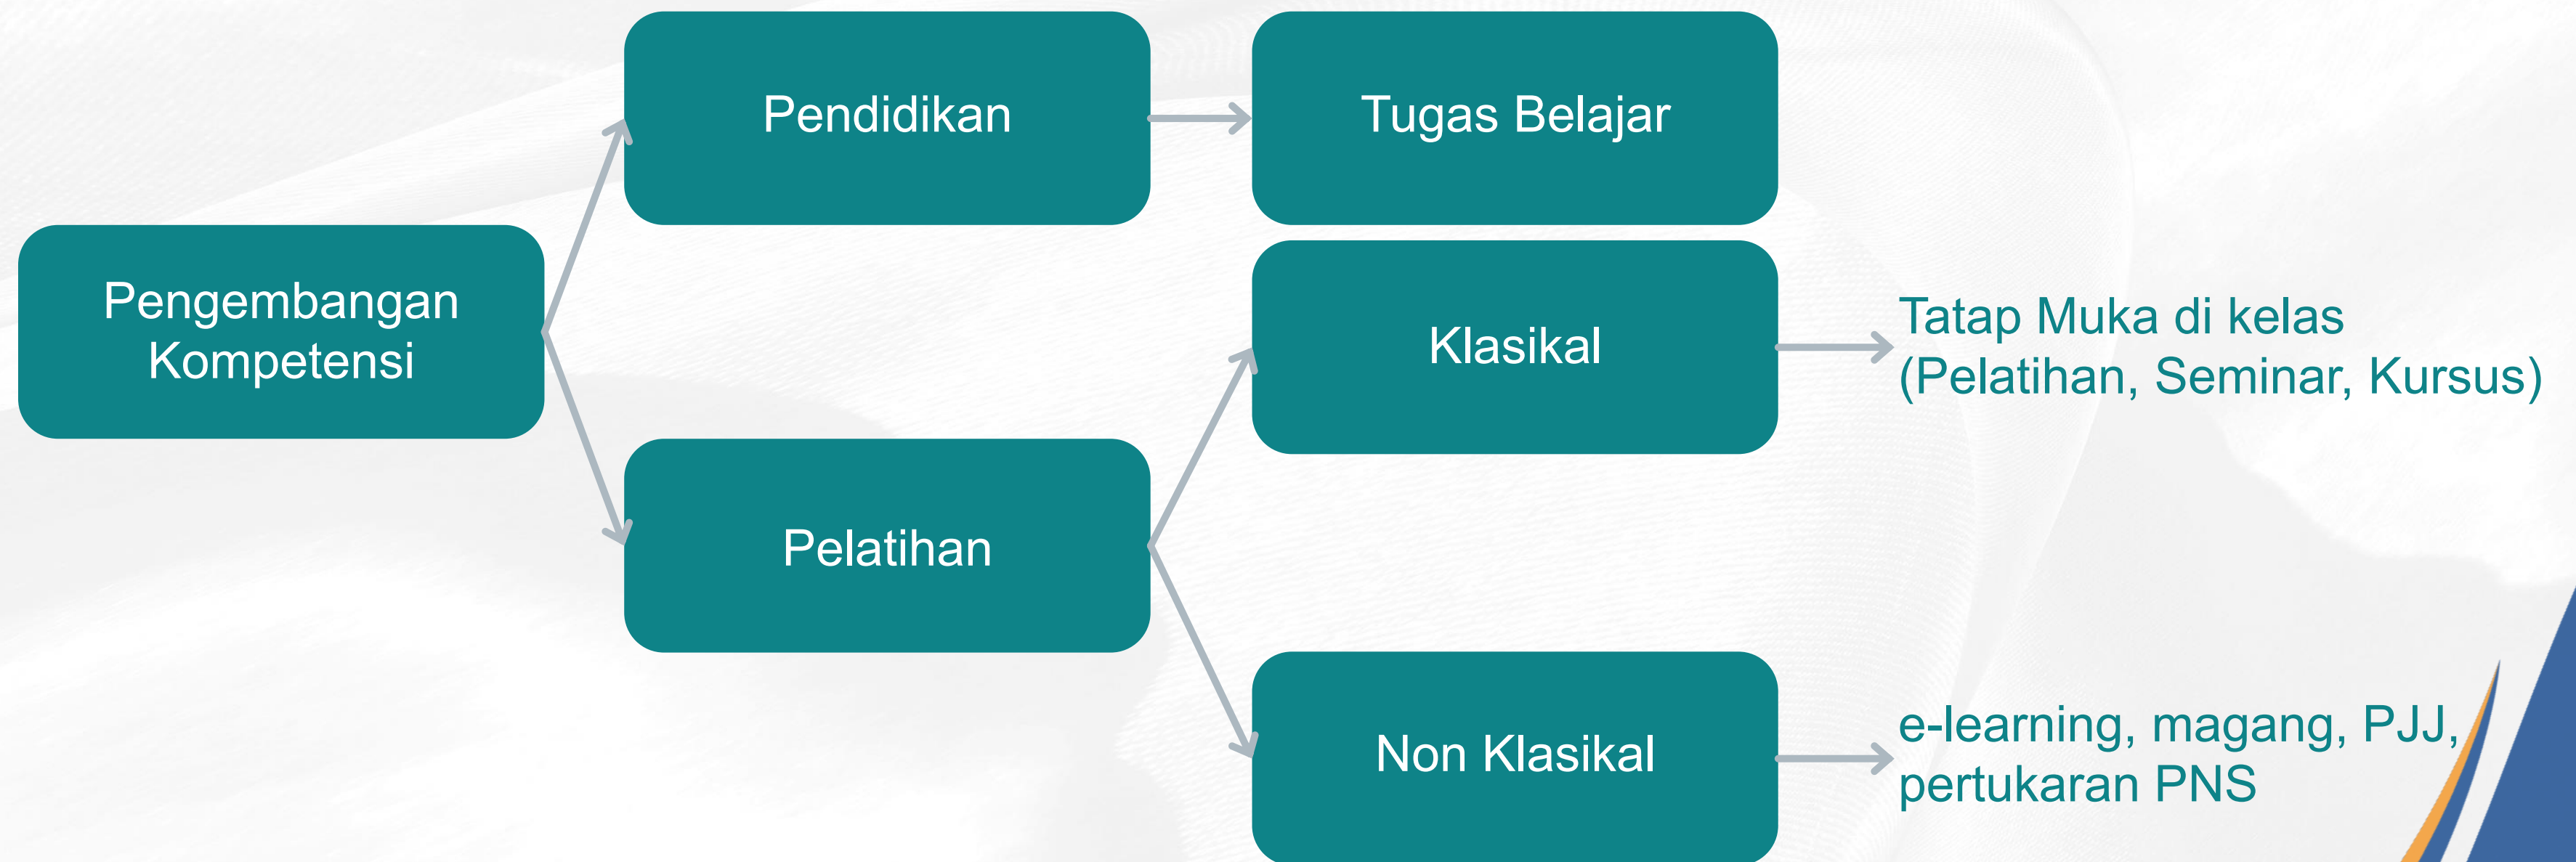 Pendidikan
Tugas Belajar
Pengembangan
Kompetensi
Klasikal
Tatap Muka di kelas
(Pelatihan, Seminar, Kursus)
Pelatihan
Non Klasikal
e-learning, magang, PJJ,
pertukaran PNS